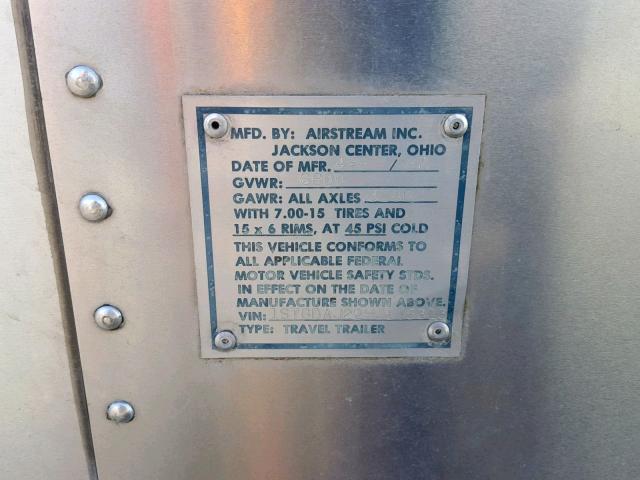 MFD. BY: AIRSTREAM INC.
JACKSON CENTER, OHIO
DATE OF MFR. /
GVWR:
GAWR: ALL AXLES
WITH 7.00-15 TIRES AND
15 x 6 RIMS, AT 45 PSI COLD
THIS VEHICLE CONFORMS TO
ALL APPLICABLE FEDERAL
MOTOR VEHICLE SAFETY STDS.
IN EFFECT ON THE DATE OF
MANUFACTURE SHOWN ABOVE.
VIN:
TYPE: TRAVEL TRAILER